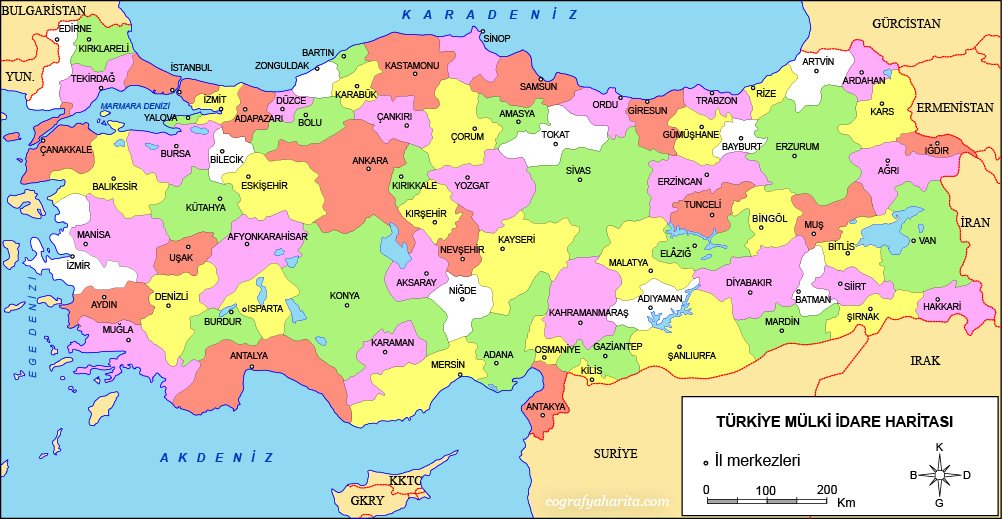 BULGARİSTAN
K A R A D E N İ Z
GÜRCİSTAN
EDİRNE
KIRKLARELİ
SİNOP
BARTIN
ZONGULDAK
KASTAMONU
ARTVİN
YUN.
TEKİRDAĞ
İSTANBUL
ARDAHAN
KARABÜK
SAMSUN
RİZE
MARMARA DENİZİ
İZMİT
DÜZCE
ORDU
TRABZON
GİRESUN
KARS
ERMENİSTAN
YALOVA
ADAPAZARI
BOLU
ÇANKIRI
AMASYA
ÇORUM
TOKAT
GÜMÜŞHANE
BAYBURT
ERZURUM
IĞDIR
ÇANAKKALE
BURSA
BİLECİK
ANKARA
SİVAS
AĞRI
BALIKESİR
ESKİŞEHİR
KIRIKKALE
YOZGAT
ERZİNCAN
KÜTAHYA
KIRŞEHİR
TUNCELİ
BİNGÖL
MUŞ
İRAN
MANİSA
AFYONKARAHİSAR
UŞAK
NEVŞEHİR
KAYSERİ
ELÂZIĞ
BİTLİS
VAN
İZMİR
MALATYA
AKSARAY
NİĞDE
DİYABAKIR
SİİRT
BATMAN
EGE DENİZİ
AYDIN
DENİZLİ
ISPARTA
BURDUR
KONYA
KAHRAMANMARAŞ
ADIYAMAN
HAKKARİ
ŞIRNAK
MARDİN
MUĞLA
KARAMAN
ANTALYA
MERSİN
ADANA
OSMANİYE
GAZİANTEP
KİLİS
ŞANLIURFA
IRAK
ANTAKYA
SURİYE
A K D E N İ Z
KKTC
GKRY
cografyaharita.com
TÜRKİYE MÜLKİ İDARE HARİTASI
İl merkezleri
K
B
D
G
0 100 200
Km